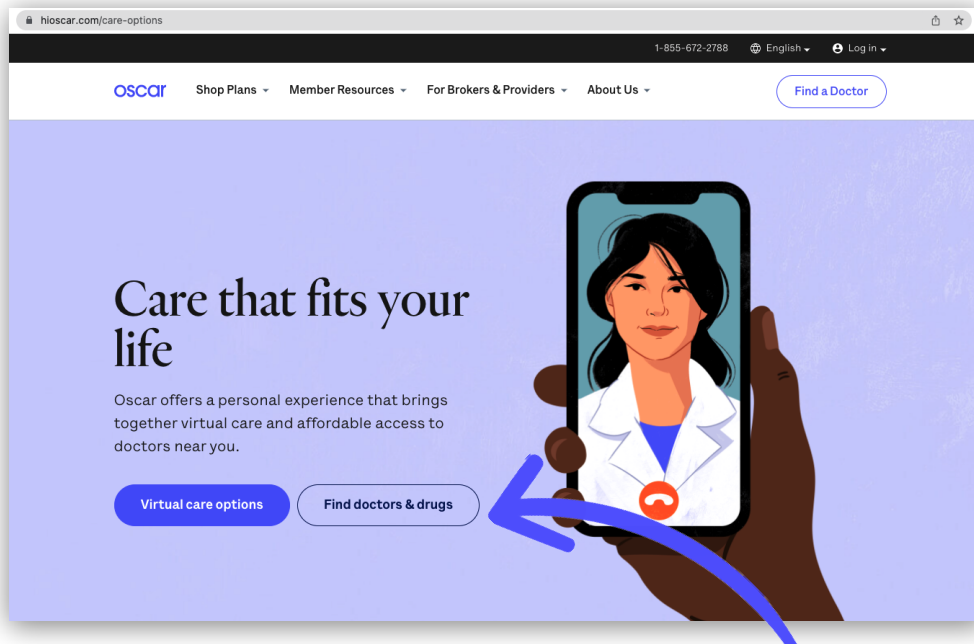 hioscar.com/care-options
1-855-672-2788 English Log in
oscar Shop Plans Member Resources For Brokers & Providers About Us Find a Doctor
Care that fits your
life
Oscar offers a personal experience that brings
together virtual care and affordable access to
doctors near you.
Virtual care options Find doctors & drugs